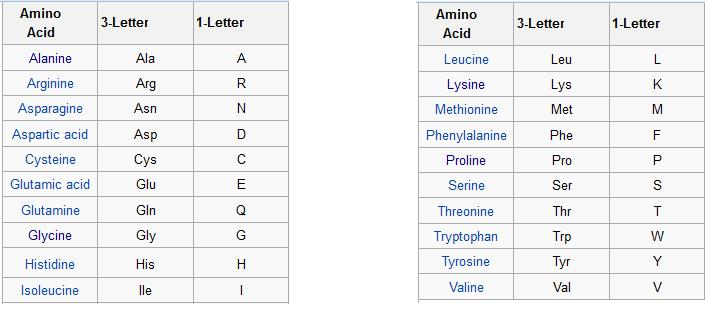 Amino Acid 3-Letter 1-Letter
Alanine Ala A
Arginine Arg R
Asparagine Asn N
Aspartic acid Asp D
Cysteine Cys C
Glutamic acid Glu E
Glutamine Gln Q
Glycine Gly G
Histidine His H
Isoleucine Ile I
Amino Acid 3-Letter 1-Letter
Leucine Leu L
Lysine Lys K
Methionine Met M
Phenylalanine Phe F
Proline Pro P
Serine Ser S
Threonine Thr T
Tryptophan Trp W
Tyrosine Tyr Y
Valine Val V